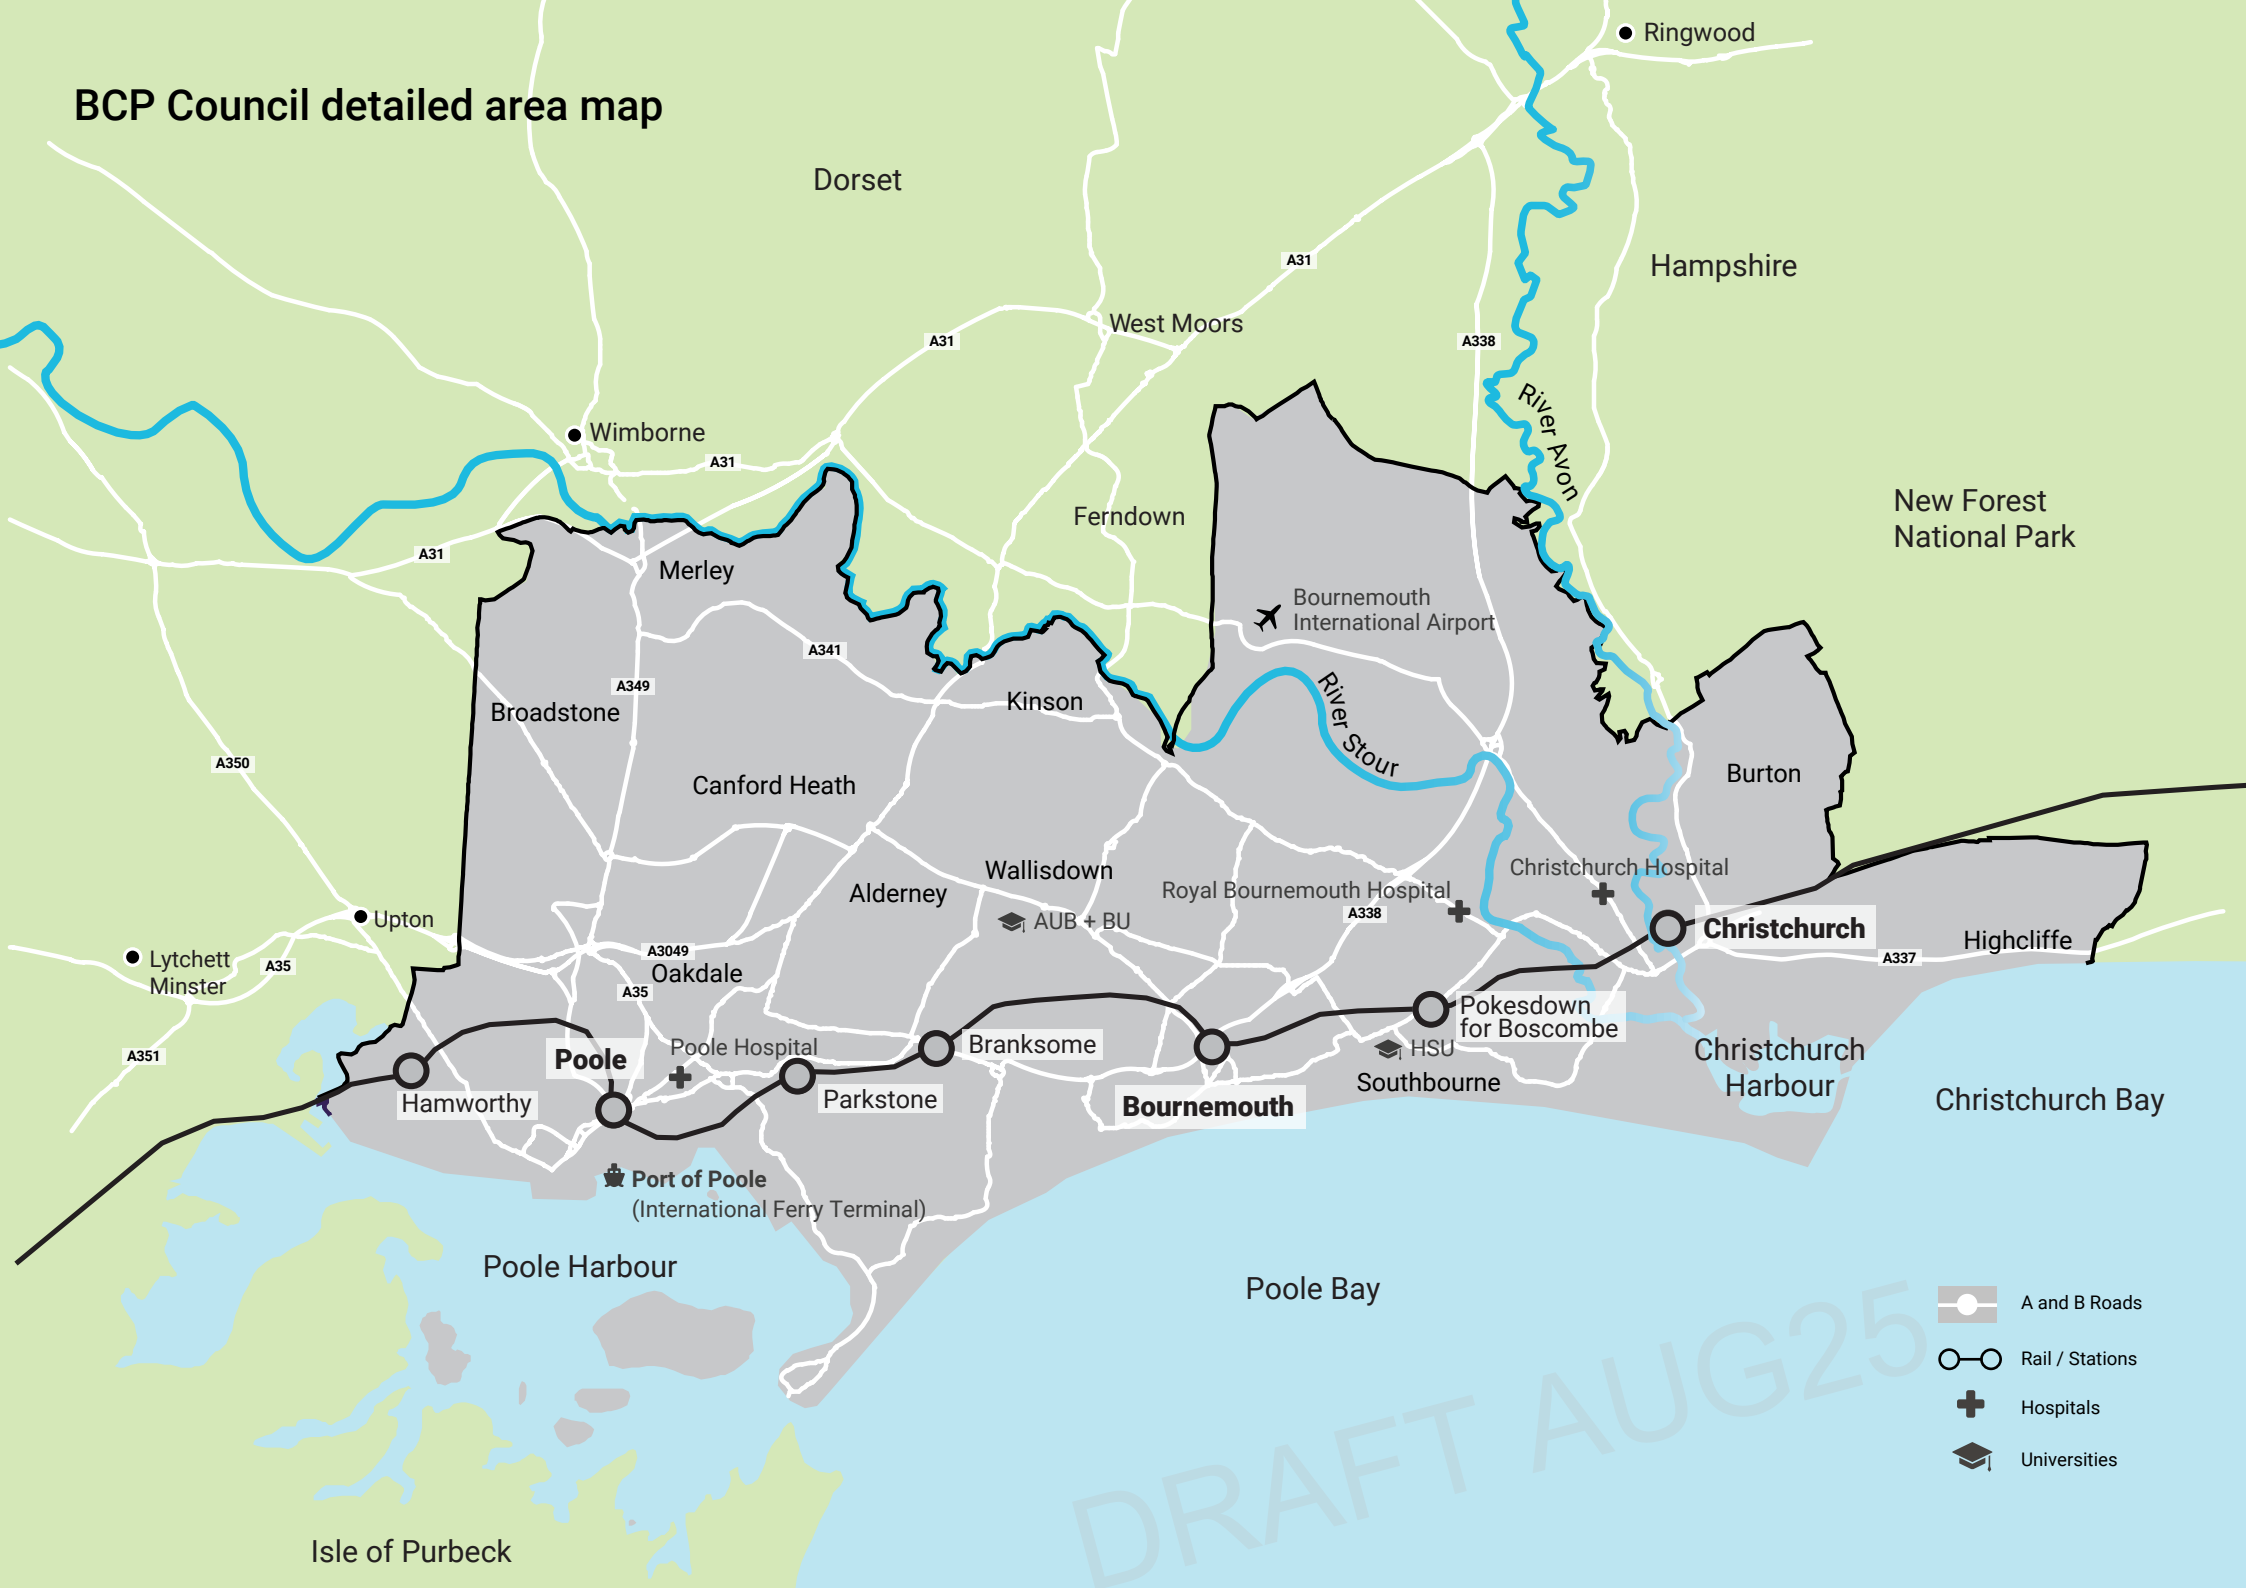 BCP Council detailed area map
Ringwood
Dorset
Hampshire
A31
West Moors
A31
A338
River Avon
Wimborne
A31
New Forest
National Park
Ferndown
A31
Merley
Bournemouth
International Airport
A341
A349
Broadstone
Kinson
River Stour
A350
Canford Heath
Burton
Wallisdown
Christchurch Hospital
Alderney
Royal Bournemouth Hospital
A338
Upton
AUB + BU
Christchurch
Highcliffe
A3049
A337
Lytchett
Minster
A35
Oakdale
A35
Pokesdown
for Boscombe
A351
Poole
Poole Hospital
Branksome
HSU
Southbourne
Christchurch
Harbour
Hamworthy
Parkstone
Bournemouth
Christchurch Bay
Port of Poole
(International Ferry Terminal)
Poole Harbour
Poole Bay
A and B Roads
Rail / Stations
Hospitals
Universities
DRAFT AUG25
Isle of Purbeck